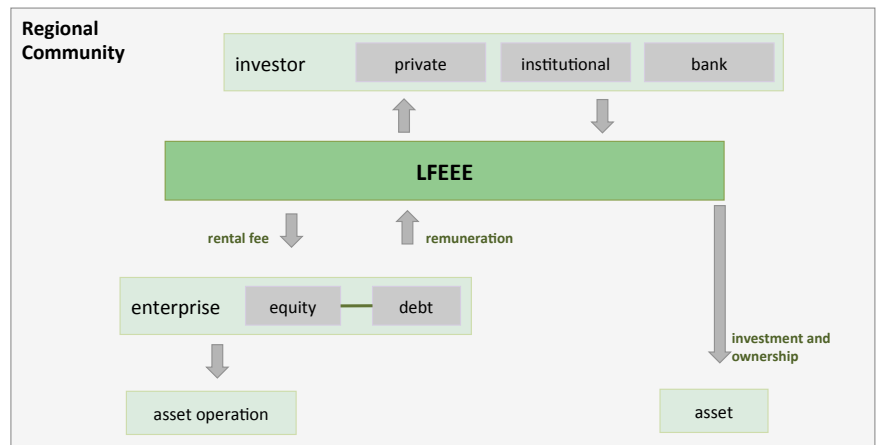 Regional
Community
investor
private
institutional
bank
LFEEE
rental fee
remuneration
enterprise
equity
debt
investment and
ownership
asset operation
asset